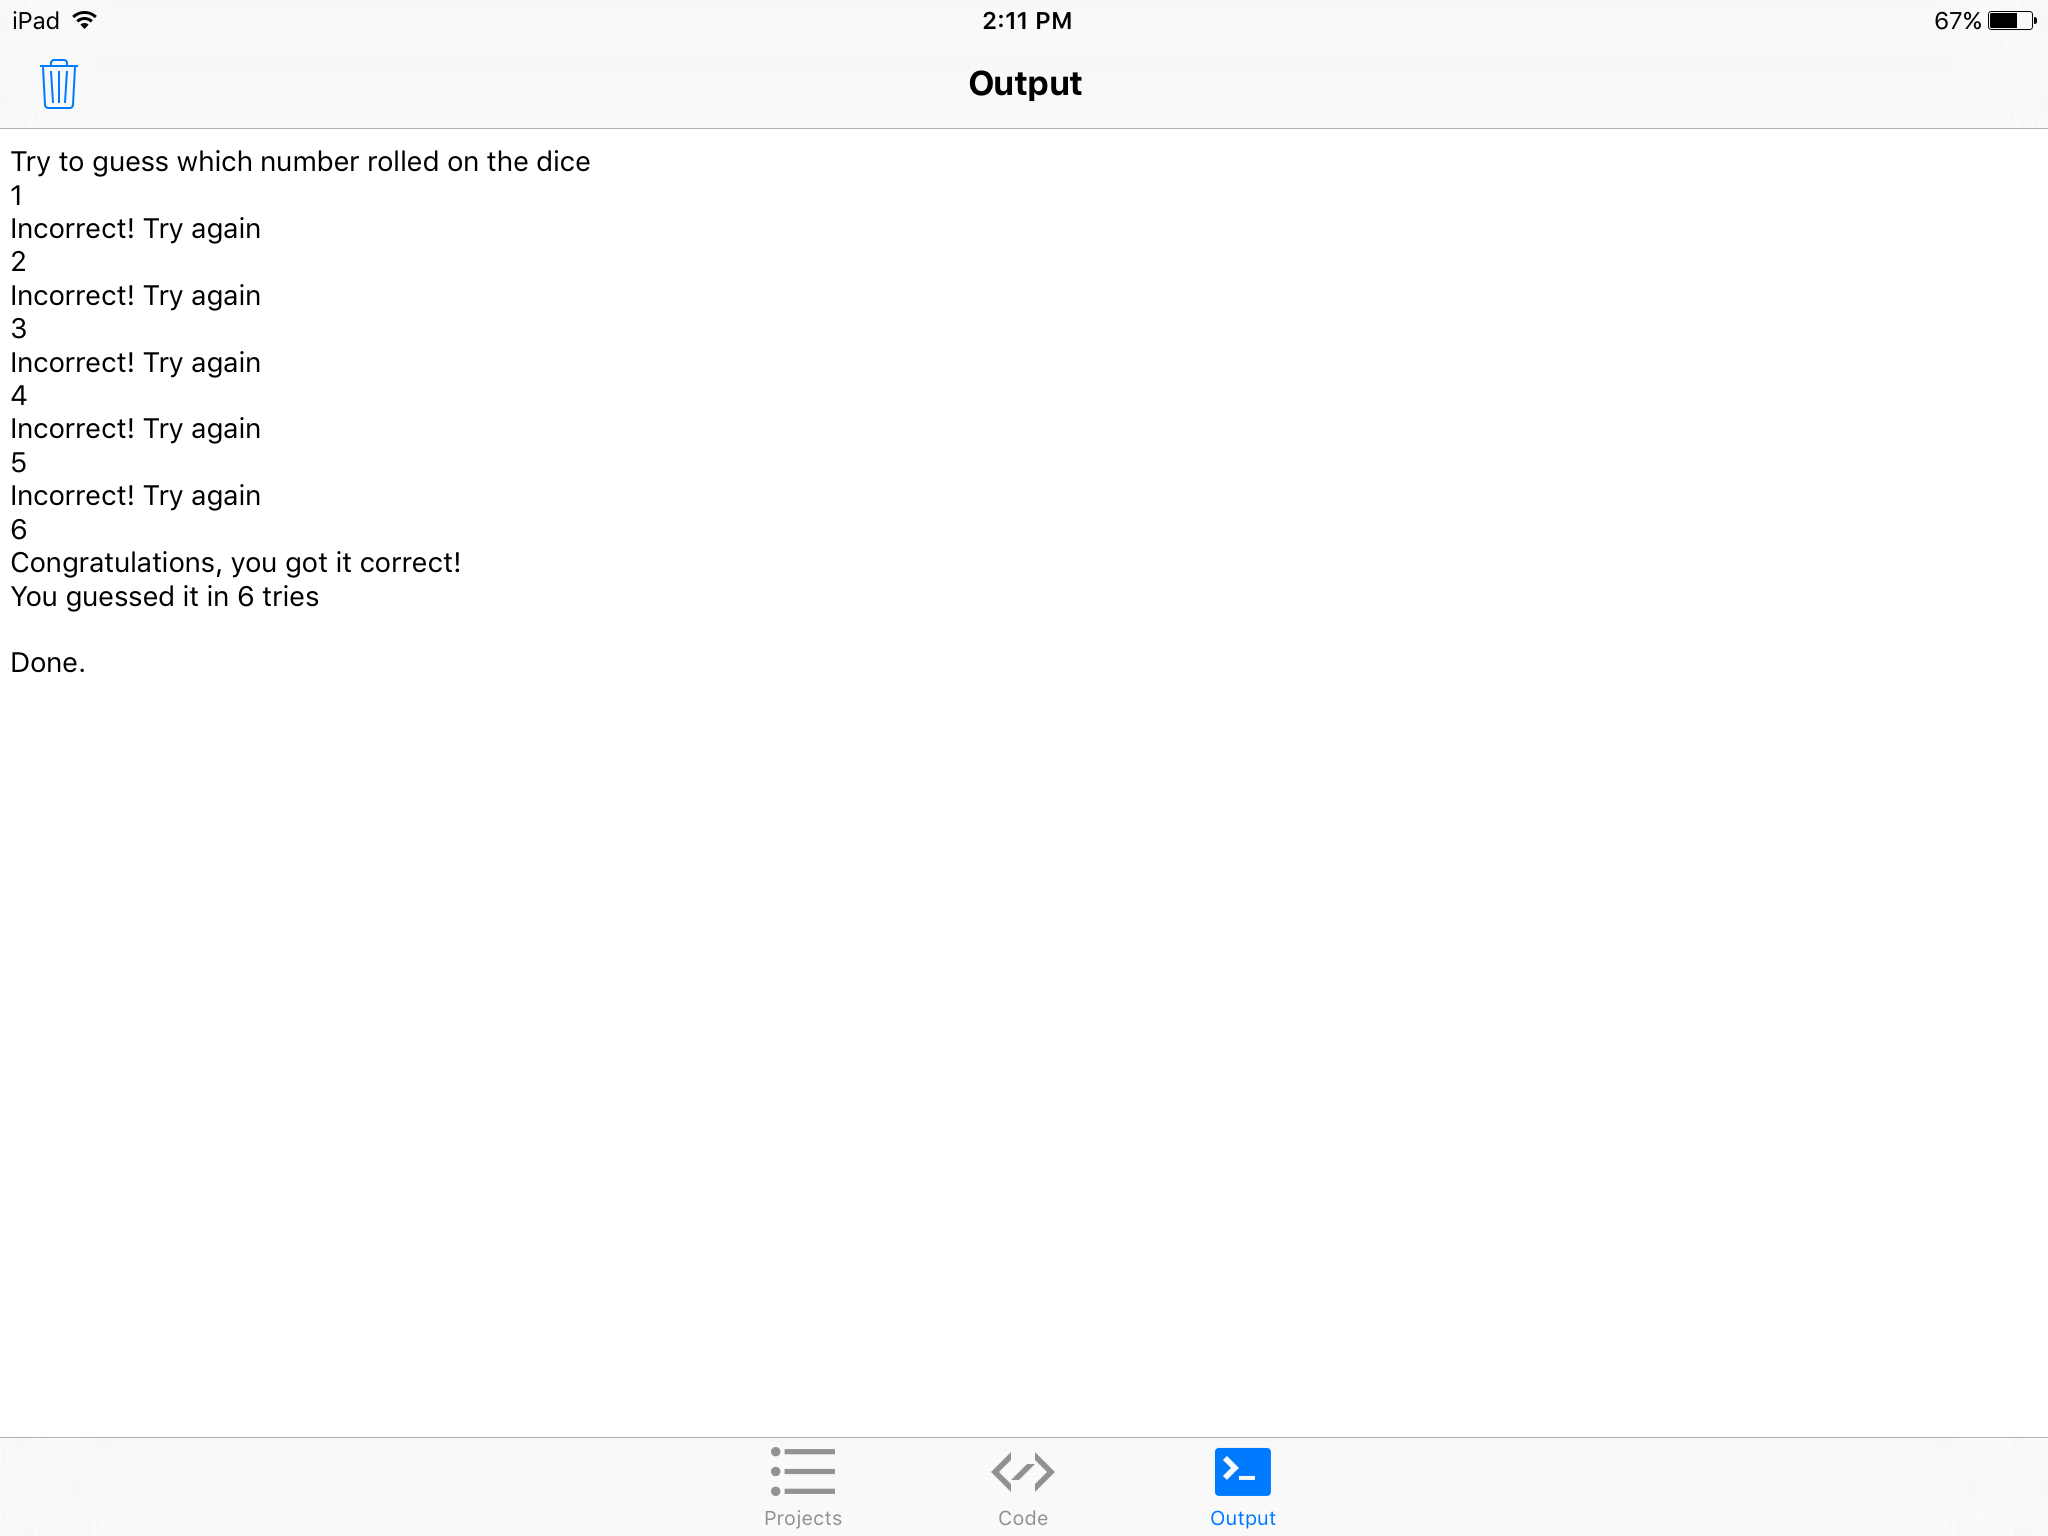 iPad 2:11 PM 67%
Output
Try to guess which number rolled on the dice
1
Incorrect! Try again
2
Incorrect! Try again
3
Incorrect! Try again
4
Incorrect! Try again
5
Incorrect! Try again
6
Congratulations, you got it correct!
You guessed it in 6 tries
Done.
Projects Code Output